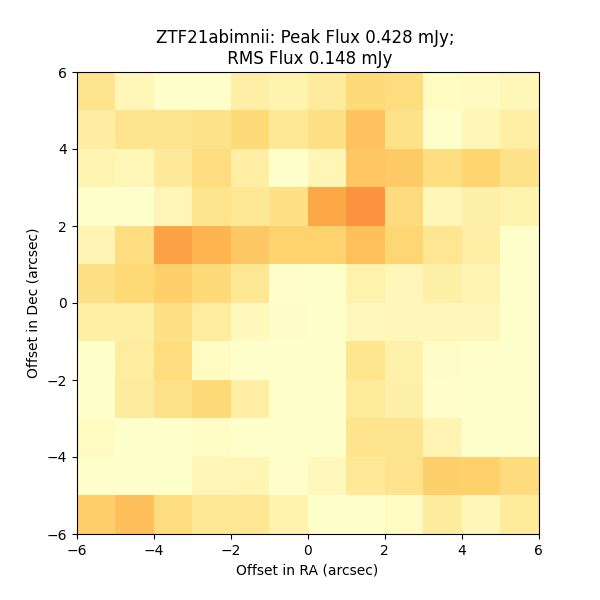 ZTF21abimnii: Peak Flux 0.428 mJy;
RMS Flux 0.148 mJy
6
4
2
0
−2
−4
−6
Offset in Dec (arcsec)
−6 −4 −2 0 2 4 6
Offset in RA (arcsec)